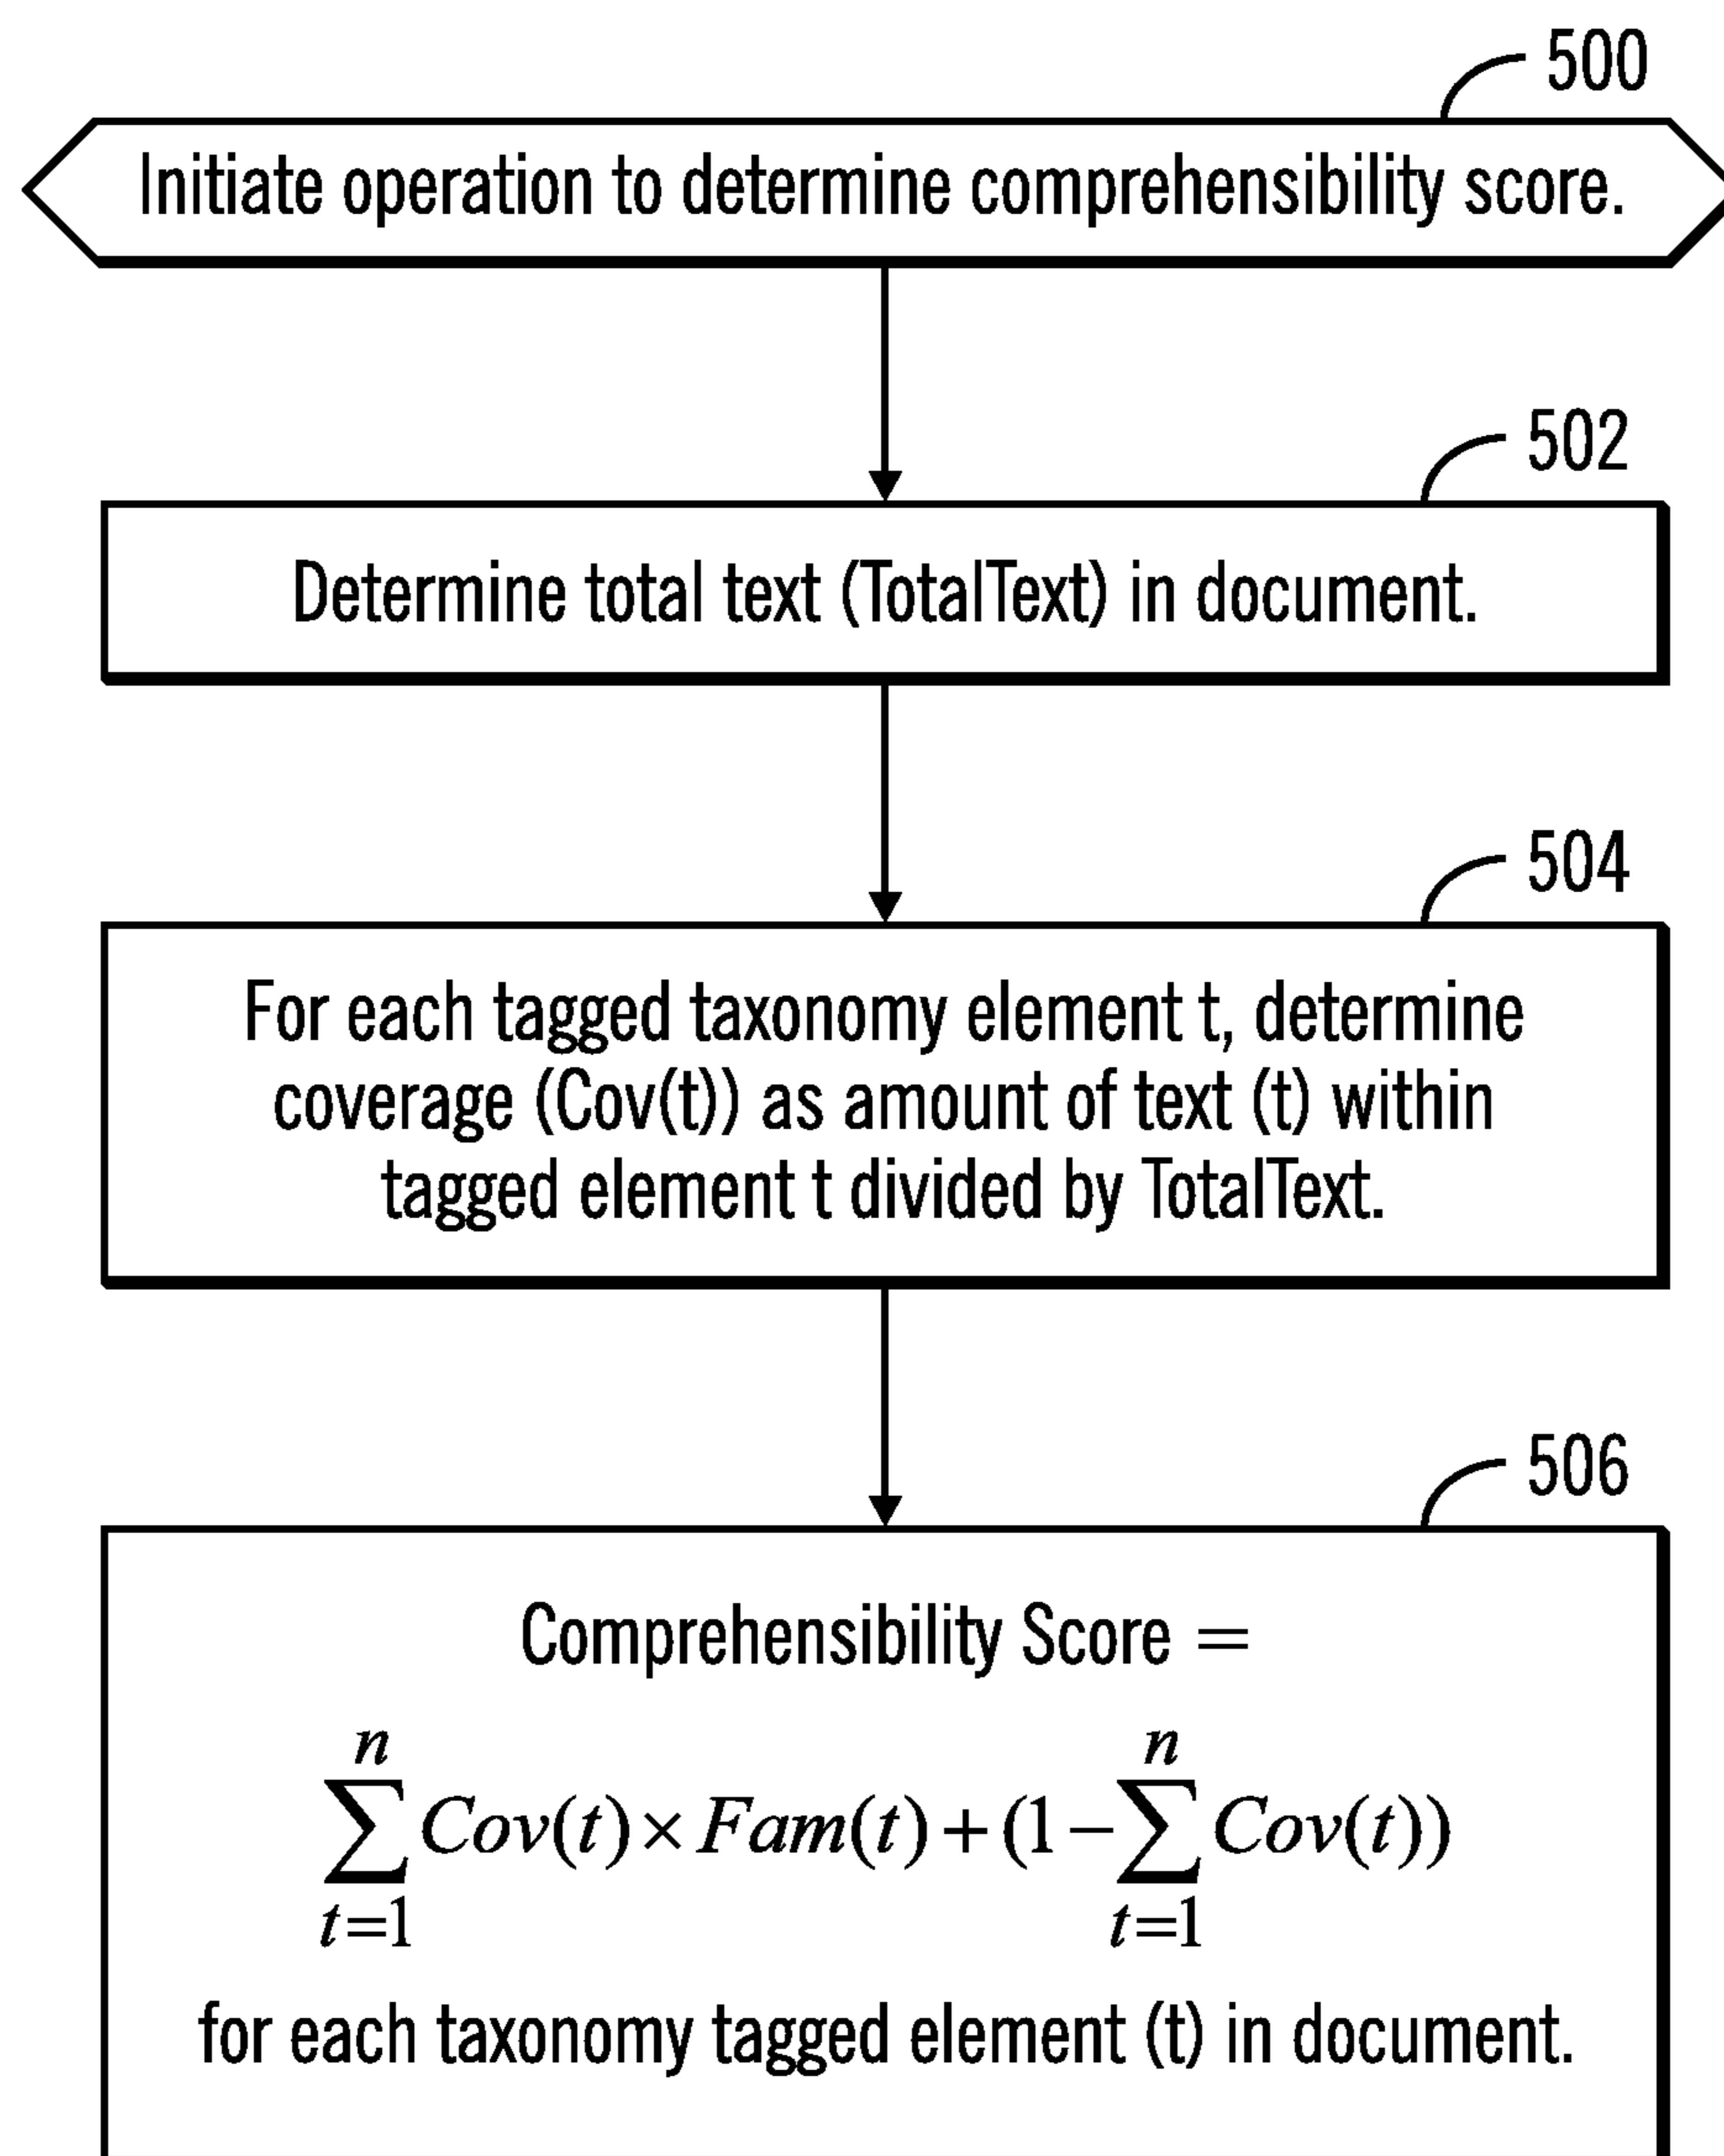 500
Initiate operation to determine comprehensibility score.
502
Determine total text (TotalText) in document.
504
For each tagged taxonomy element t, determine
coverage (Cov(t)) as amount of text (t) within
tagged element t divided by TotalText.
506
Comprehensibility Score =
n n
∑ Cov(t) × Fam(t) + (1 − ∑ Cov(t))
t=1 t=1
for each taxonomy tagged element (t) in document.